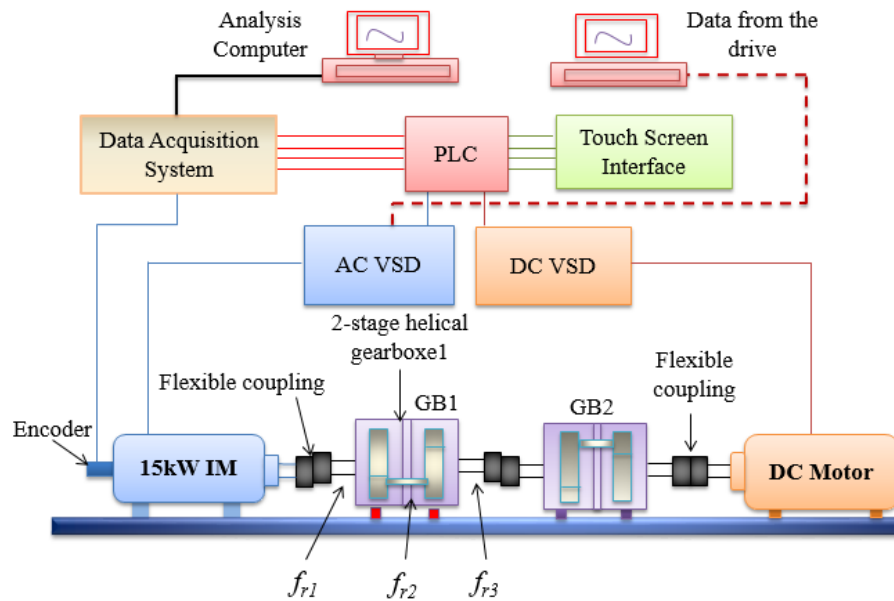 Analysis
Computer
Data from the
drive
Data Acquisition
System
PLC
Touch Screen
Interface
AC VSD
DC VSD
2-stage helical
gearboxe1
Flexible coupling
Flexible
coupling
GB1
GB2
Encoder
15kW IM
DC Motor
fr1
fr2
fr3